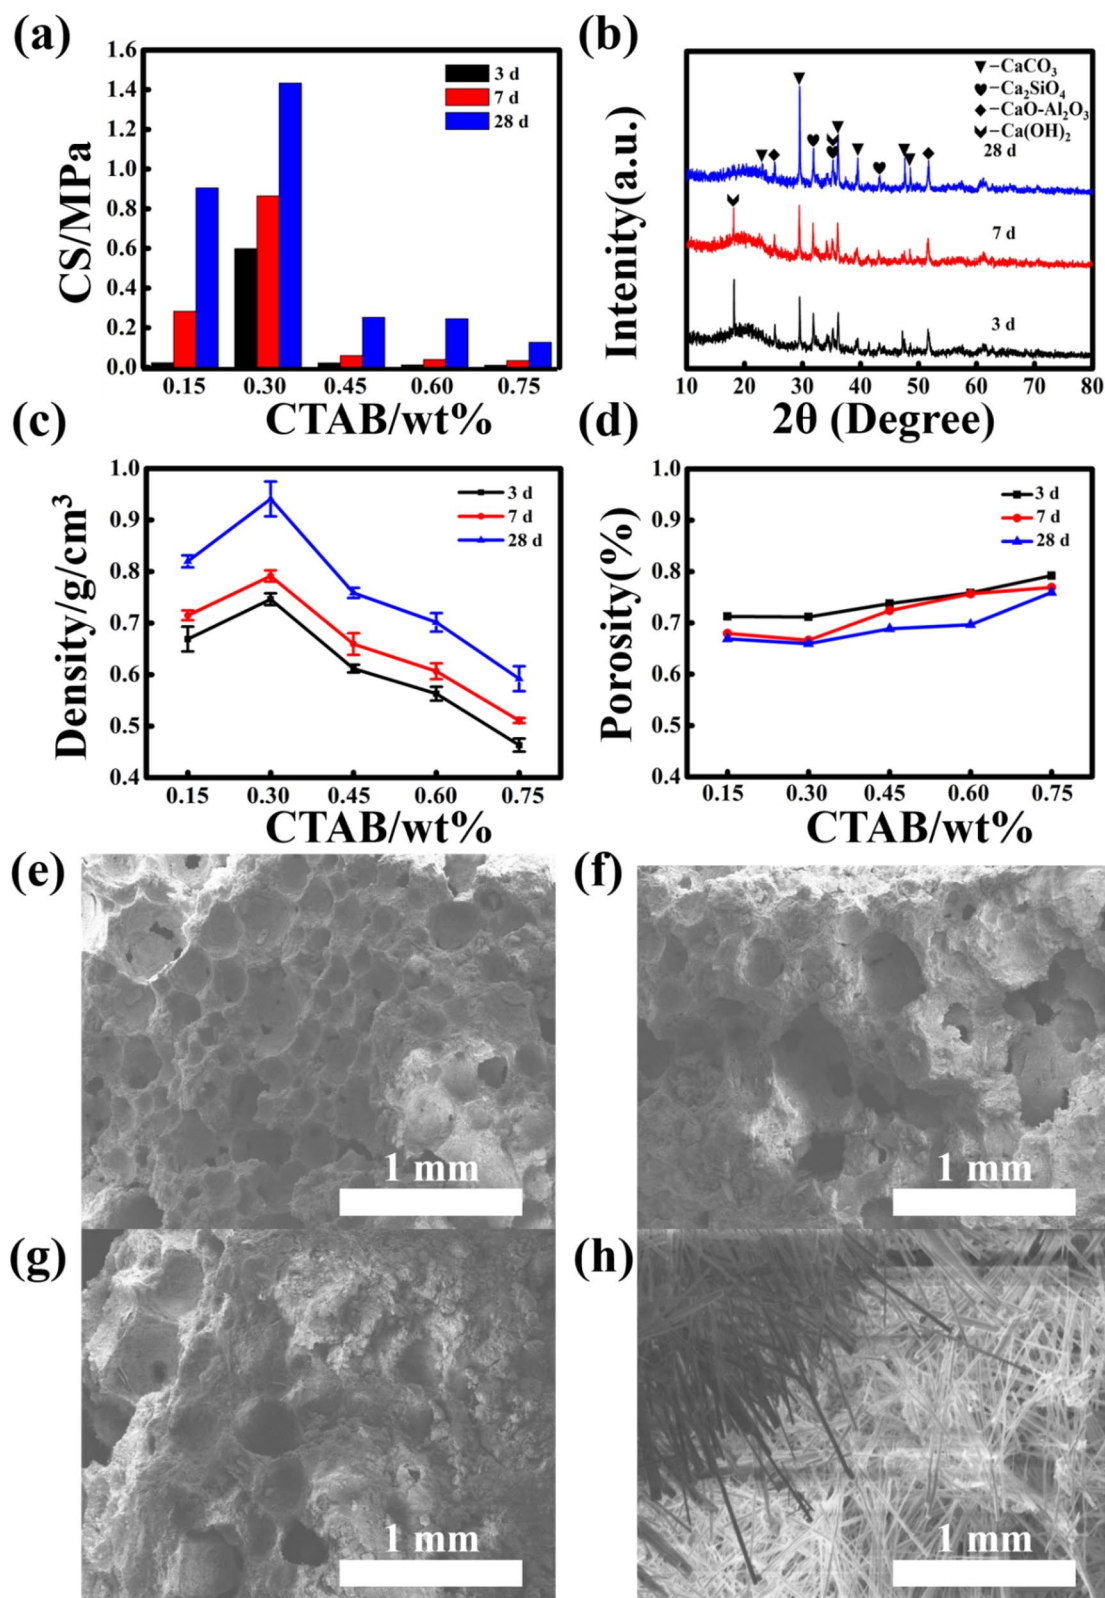 (a)
1.6
1.4
1.2
1.0
0.8
0.6
0.4
0.2
0.0
CS/MPa
3 d
7 d
28 d
0.15 0.30 0.45 0.60 0.75
CTAB/wt%
(b)
Intenity(a.u.)
–CaCO3
–Ca2SiO4
–CaO-Al2O3
–Ca(OH)2
28 d
7 d
3 d
10 20 30 40 50 60 70 80
2θ (Degree)
(c)
1.0
0.9
0.8
0.7
0.6
0.5
0.4
Density/g/cm3
3 d
7 d
28 d
0.15 0.30 0.45 0.60 0.75
CTAB/wt%
(d)
1.0
0.9
0.8
0.7
0.6
0.5
0.4
Porosity(%)
3 d
7 d
28 d
0.15 0.30 0.45 0.60 0.75
CTAB/wt%
(e)
1 mm
(f)
1 mm
(g)
1 mm
(h)
1 mm